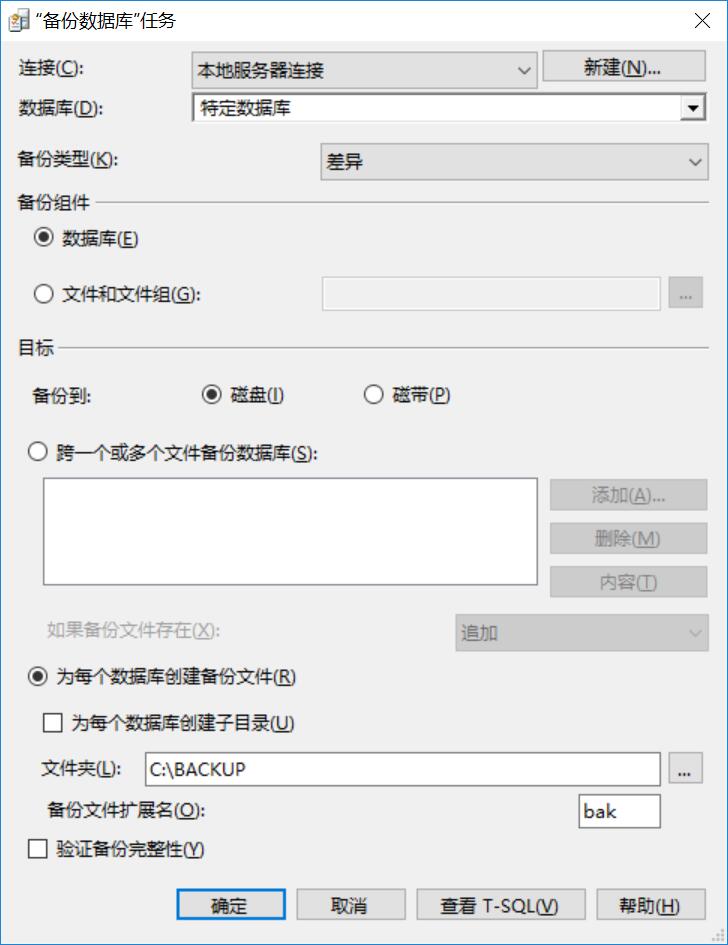 “备份数据库”任务
连接(C): 本地服务器连接 新建(N)...
数据库(D): 特定数据库
备份类型(K): 差异
备份组件
数据库(E)
文件和文件组(G): ...
目标
备份到: 磁盘(I) 磁带(P)
跨一个或多个文件备份数据库(S):
添加(A)...
删除(M)
内容(T)
如果备份文件存在(X): 追加
为每个数据库创建备份文件(R)
为每个数据库创建子目录(U)
文件夹(L): C:\BACKUP ...
备份文件扩展名(O): bak
验证备份完整性(Y)
确定 取消 查看 T-SQL(V) 帮助(H)